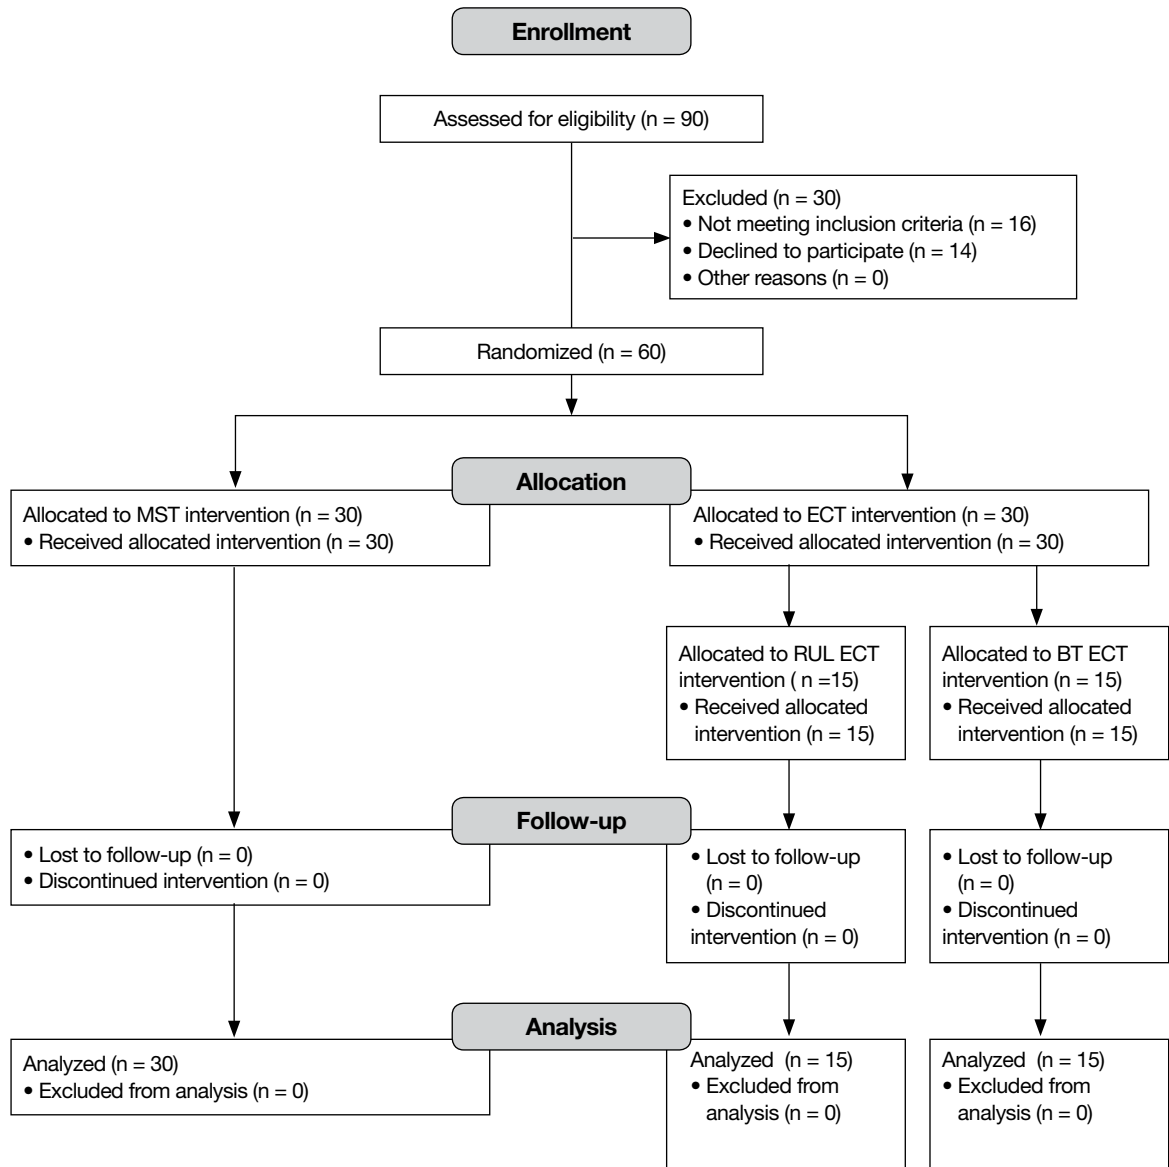 Enrollment
Assessed for eligibility (n = 90)
Excluded (n = 30)
• Not meeting inclusion criteria (n = 16)
• Declined to participate (n = 14)
• Other reasons (n = 0)
Randomized (n = 60)
Allocation
Allocated to MST intervention (n = 30)
• Received allocated intervention (n = 30)
Allocated to ECT intervention (n = 30)
• Received allocated intervention (n = 30)
Allocated to RUL ECT
intervention ( n =15)
• Received allocated
intervention (n = 15)
Allocated to BT ECT
intervention (n = 15)
• Received allocated
intervention (n = 15)
Follow-up
• Lost to follow-up (n = 0)
• Discontinued intervention (n = 0)
• Lost to follow-up
(n = 0)
• Discontinued
intervention (n = 0)
• Lost to follow-up
(n = 0)
• Discontinued
intervention (n = 0)
Analysis
Analyzed (n = 30)
• Excluded from analysis (n = 0)
Analyzed  (n = 15)
• Excluded from
analysis (n = 0)
Analyzed  (n = 15)
• Excluded from
analysis (n = 0)